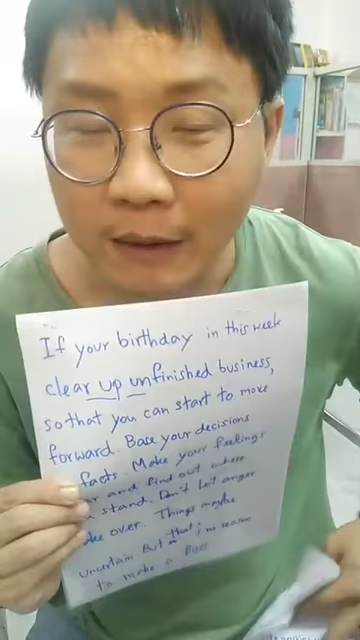 If your birthday in this week
clear up unfinished business,
so that you can start to move
forward. Base your decisions
facts. Make your feelings
and find out where
stand. Don't let anger
over. Things maybe
uncertain But that's no reason
to make a fuss